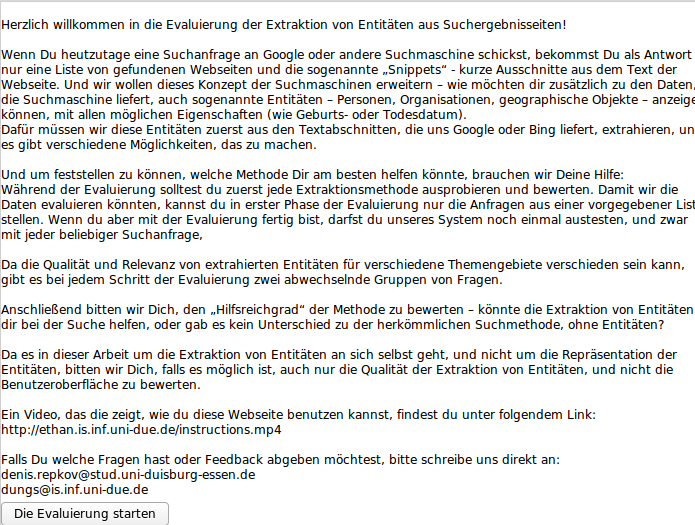 Herzlich willkommen in die Evaluierung der Extraktion von Entitäten aus Suchergebnisseiten!
Wenn Du heutzutage eine Suchanfrage an Google oder andere Suchmaschine schickst, bekommst Du als Antwort
nur eine Liste von gefundenen Webseiten und die sogenannte „Snippets“ - kurze Ausschnitte aus dem Text der
Webseite. Und wir wollen dieses Konzept der Suchmaschinen erweitern – wie möchten dir zusätzlich zu den Daten,
die Suchmaschine liefert, auch sogenannte Entitäten – Personen, Organisationen, geographische Objekte – anzeige
können, mit allen möglichen Eigenschaften (wie Geburts- oder Todesdatum).
Dafür müssen wir diese Entitäten zuerst aus den Textabschnitten, die uns Google oder Bing liefert, extrahieren, un
es gibt verschiedene Möglichkeiten, das zu machen.
Und um feststellen zu können, welche Methode Dir am besten helfen könnte, brauchen wir Deine Hilfe:
Während der Evaluierung solltest du zuerst jede Extraktionsmethode ausprobieren und bewerten. Damit wir die
Daten evaluieren könnten, kannst du in erster Phase der Evaluierung nur die Anfragen aus einer vorgegebener List
stellen. Wenn du aber mit der Evaluierung fertig bist, darfst du unseres System noch einmal austesten, und zwar
mit jeder beliebiger Suchanfrage,
Da die Qualität und Relevanz von extrahierten Entitäten für verschiedene Themengebiete verschieden sein kann,
gibt es bei jedem Schritt der Evaluierung zwei abwechselnde Gruppen von Fragen.
Anschließend bitten wir Dich, den „Hilfsreichgrad“ der Methode zu bewerten – könnte die Extraktion von Entitäten
dir bei der Suche helfen, oder gab es kein Unterschied zu der herkömmlichen Suchmethode, ohne Entitäten?
Da es in dieser Arbeit um die Extraktion von Entitäten an sich selbst geht, und nicht um die Repräsentation der
Entitäten, bitten wir Dich, falls es möglich ist, auch nur die Qualität der Extraktion von Entitäten, und nicht die
Benutzeroberfläche zu bewerten.
Ein Video, das die zeigt, wie du diese Webseite benutzen kannst, findest du unter folgendem Link:
http://ethan.is.inf.uni-due.de/instructions.mp4
Falls Du welche Fragen hast oder Feedback abgeben möchtest, bitte schreibe uns direkt an:
denis.repkov@stud.uni-duisburg-essen.de
dungs@is.inf.uni-due.de
Die Evaluierung starten